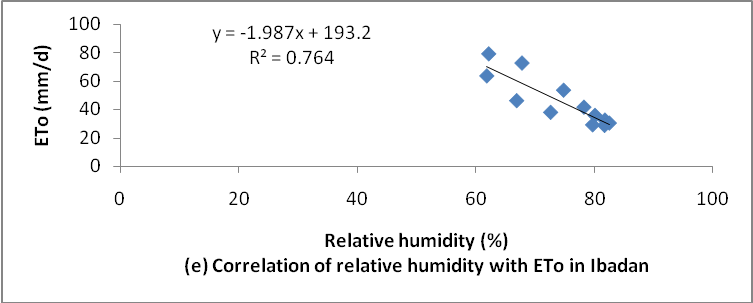 y = -1.987x + 193.2
R² = 0.764
100
80
60
40
20
0
ETo (mm/d)
0 20 40 60 80 100
Relative humidity (%)
(e) Correlation of relative humidity with ETo in Ibadan